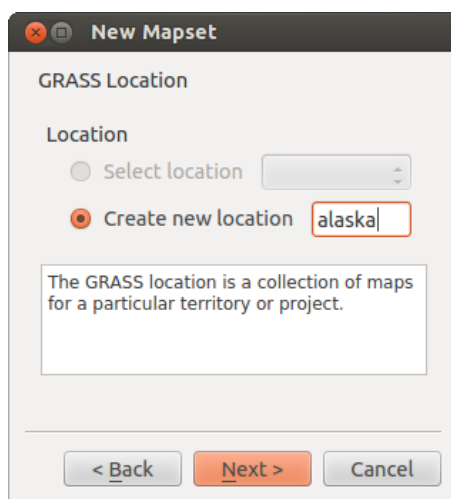 New Mapset
GRASS Location
Location
Select location
Create new location alaska
The GRASS location is a collection of maps
for a particular territory or project.
< Back Next > Cancel